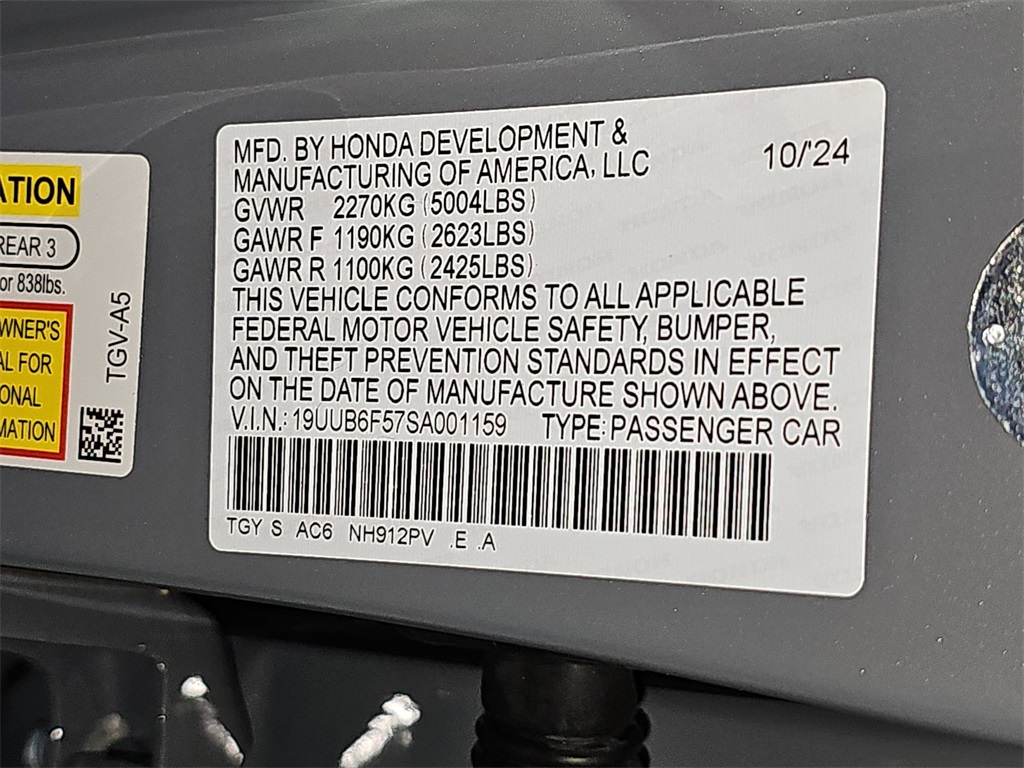 ATION
REAR 3
or 838lbs.
WNER'S
AL FOR
ONAL
MATION
TGV-A5
MFD. BY HONDA DEVELOPMENT &
MANUFACTURING OF AMERICA, LLC
10/'24
GVWR 2270KG (5004LBS)
GAWR F 1190KG (2623LBS)
GAWR R 1100KG (2425LBS)
THIS VEHICLE CONFORMS TO ALL APPLICABLE
FEDERAL MOTOR VEHICLE SAFETY, BUMPER,
AND THEFT PREVENTION STANDARDS IN EFFECT
ON THE DATE OF MANUFACTURE SHOWN ABOVE.
V.I.N.: 19UUB6F57SA001159 TYPE: PASSENGER CAR
TGY S AC6 NH912PV .E .A